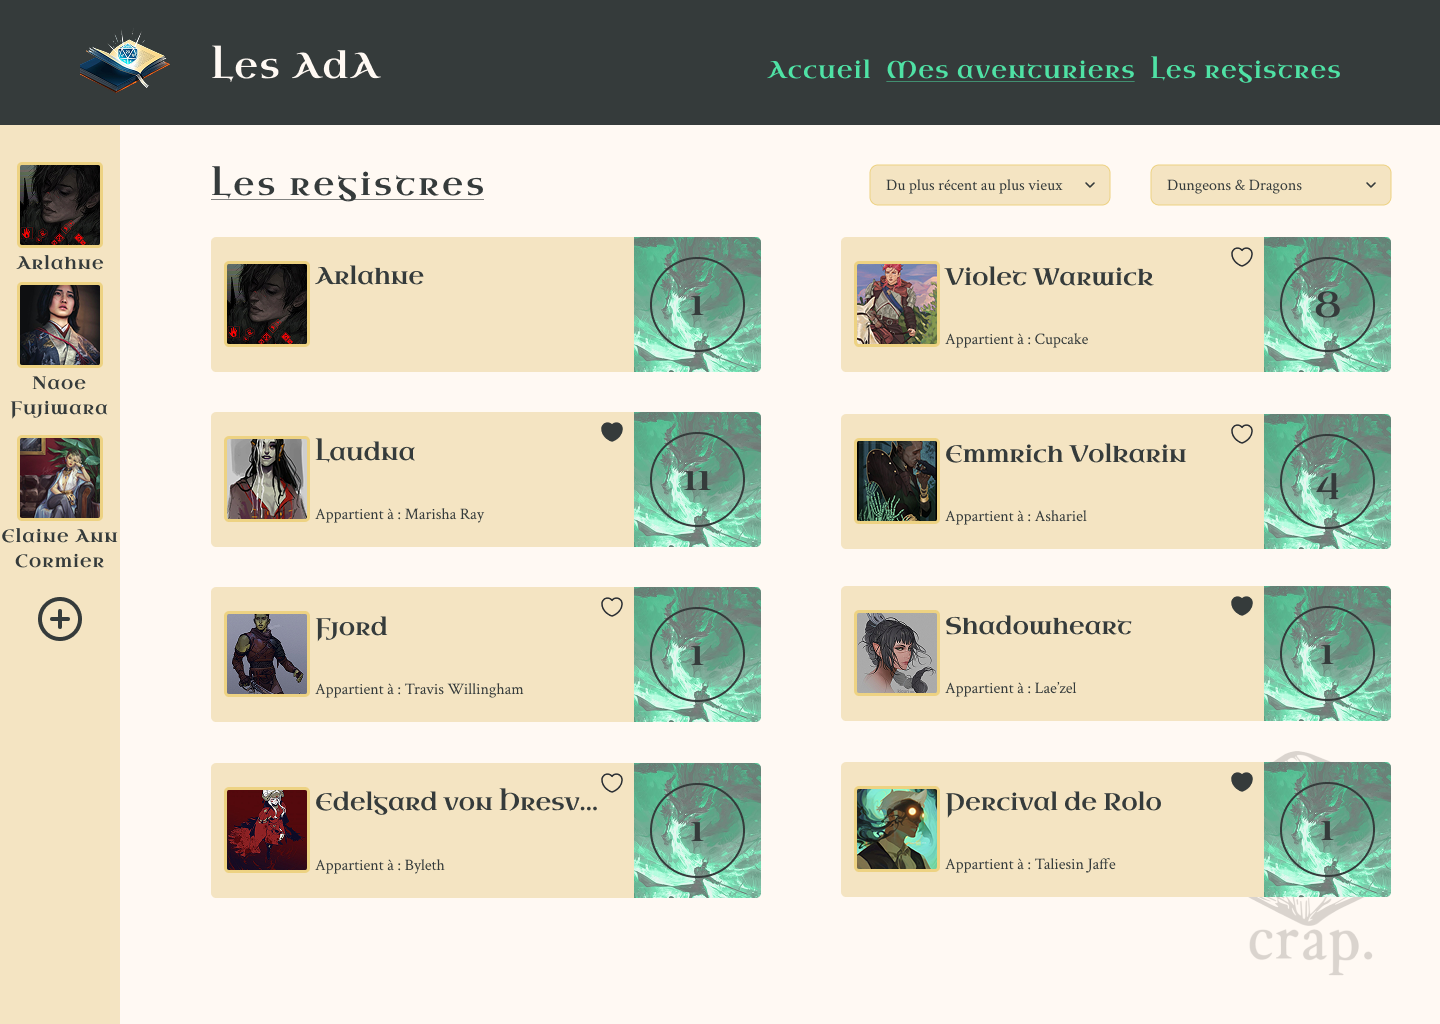 Les AdA
Accueil Mes aventuriers Les registres
Arlahne
Naoe
Fujiwara
Elaine Ann
Cormier
Les registres
Du plus récent au plus vieux
Dungeons & Dragons
Arlahne
1
Violet Warwick
Appartient à : Cupcake
8
Laudna
Appartient à : Marisha Ray
11
Emmrich Volkarin
Appartient à : Ashariel
4
Fjord
Appartient à : Travis Willingham
1
Shadowheart
Appartient à : Lae'zel
1
Edelgard von Hresv...
Appartient à : Byleth
1
Percival de Rolo
Appartient à : Taliesin Jaffe
1
crap.